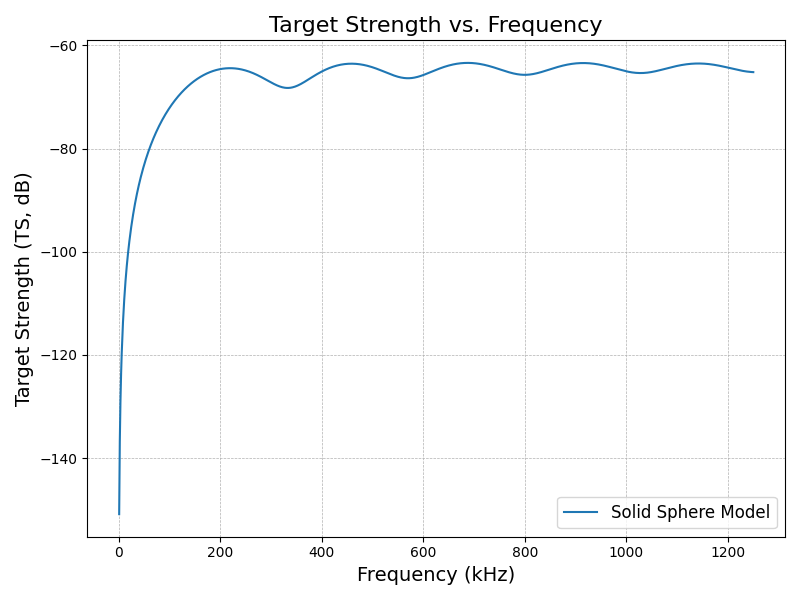 Target Strength vs. Frequency
Target Strength (TS, dB)
−60
−80
−100
−120
−140
0 200 400 600 800 1000 1200
Frequency (kHz)
Solid Sphere Model